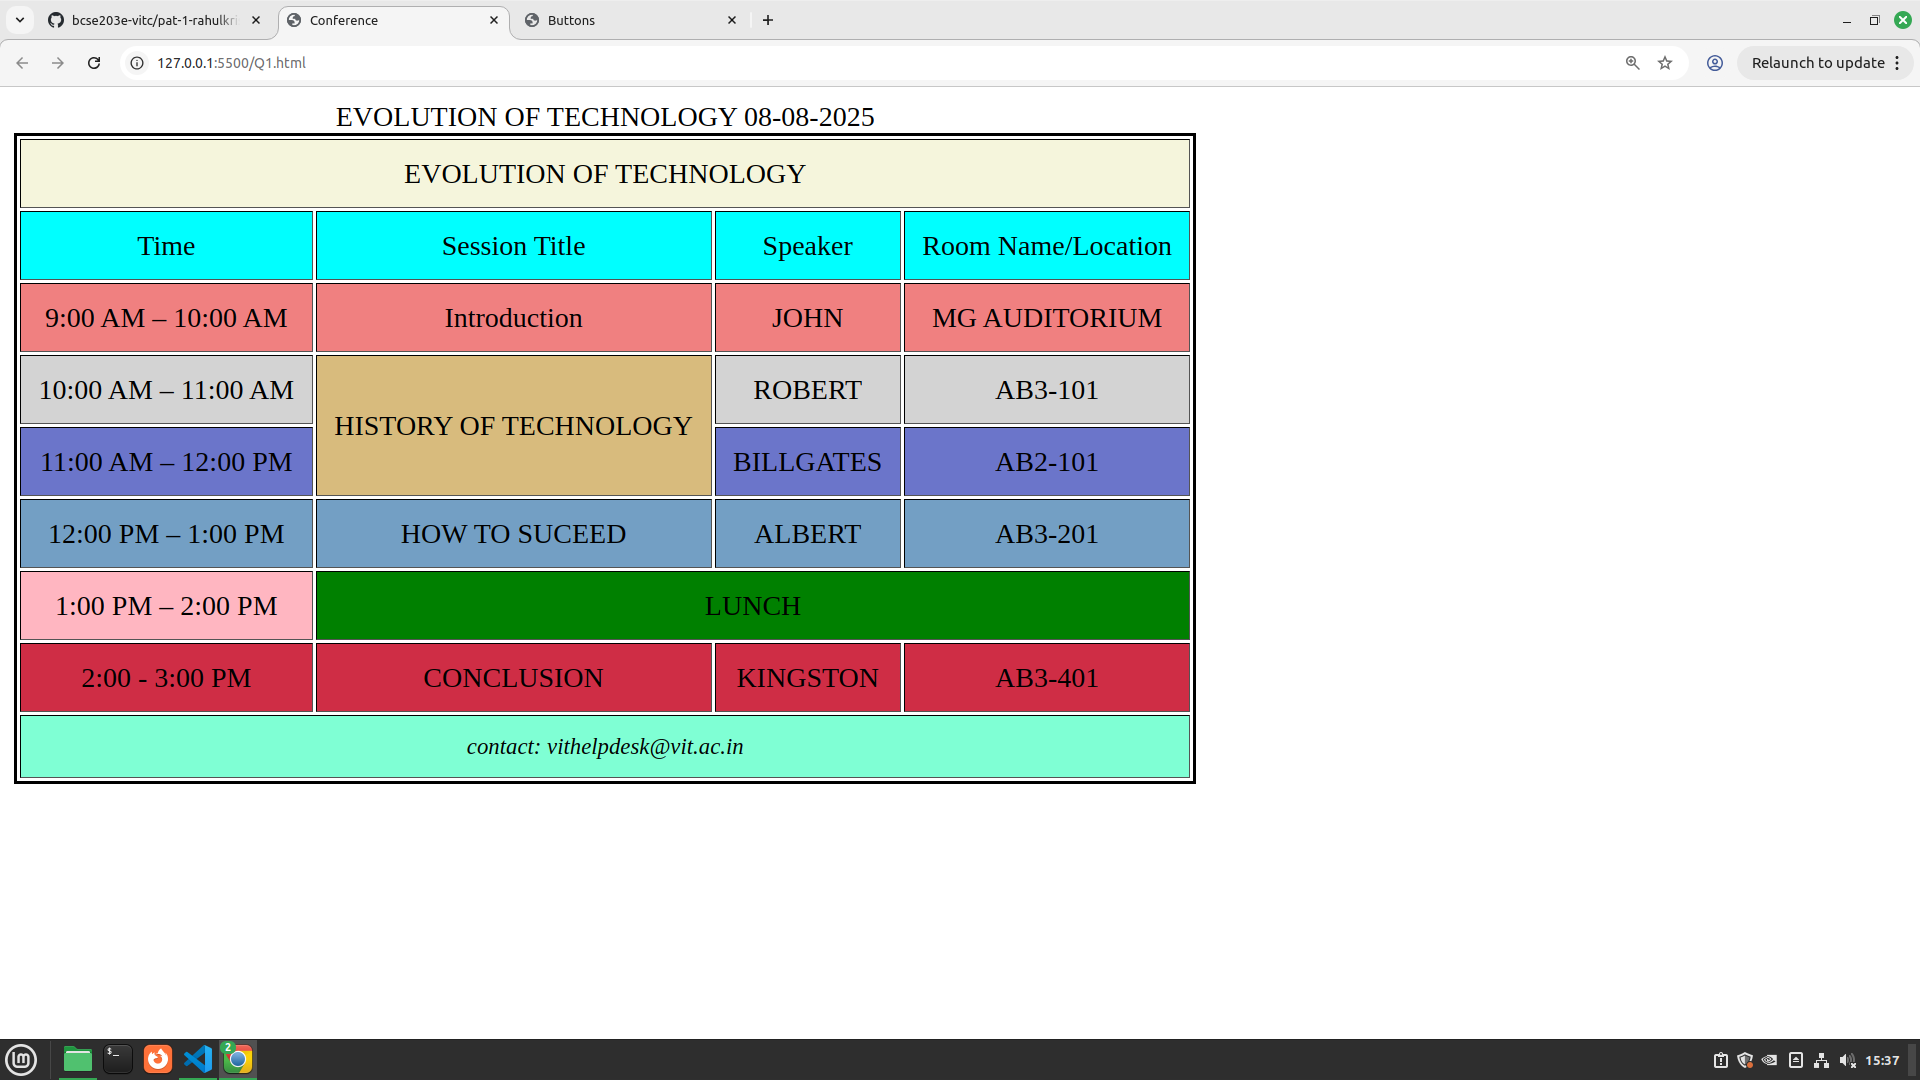 bcse203e-vitc/pat-1-rahulkri
Conference
Buttons
127.0.0.1:5500/Q1.html
Relaunch to update
EVOLUTION OF TECHNOLOGY 08-08-2025
EVOLUTION OF TECHNOLOGY
Time Session Title Speaker Room Name/Location
9:00 AM – 10:00 AM Introduction JOHN MG AUDITORIUM
10:00 AM – 11:00 AM HISTORY OF TECHNOLOGY ROBERT AB3-101
11:00 AM – 12:00 PM BILLGATES AB2-101
12:00 PM – 1:00 PM HOW TO SUCEED ALBERT AB3-201
1:00 PM – 2:00 PM LUNCH
2:00 - 3:00 PM CONCLUSION KINGSTON AB3-401
contact: vithelpdesk@vit.ac.in
lm
$_
2
15:37